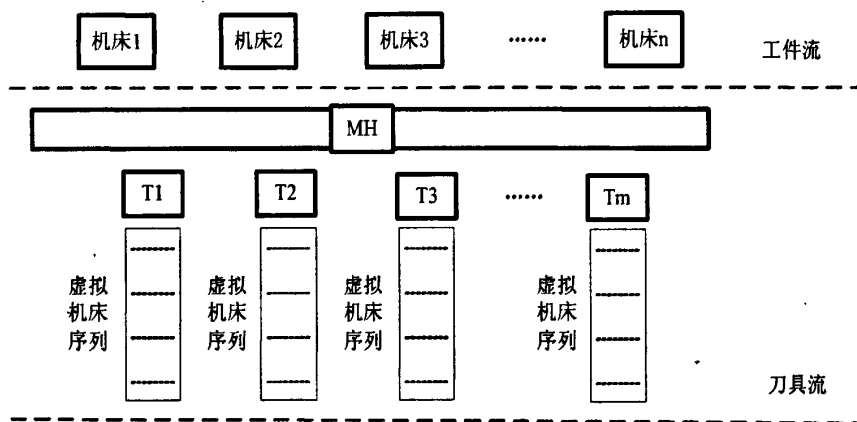 机床1 机床2 机床3 …… 机床n 工件流
MH
T1 T2 T3 …… Tm
虚拟 虚拟 虚拟 虚拟
机床 机床 机床 机床
序列 序列 序列 序列
刀具流